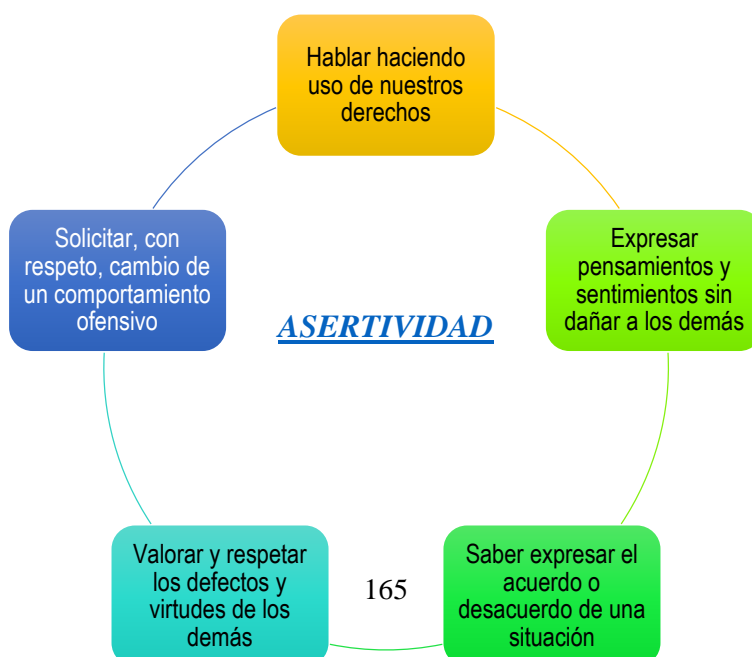 Hablar haciendo
uso de nuestros
derechos
Expresar
pensamientos y
sentimientos sin
dañar a los demás
Saber expresar el
acuerdo o
desacuerdo de una
situación
Valorar y respetar
los defectos y
virtudes de los
demás
Solicitar, con
respeto, cambio de
un comportamiento
ofensivo
ASERTIVIDAD
165